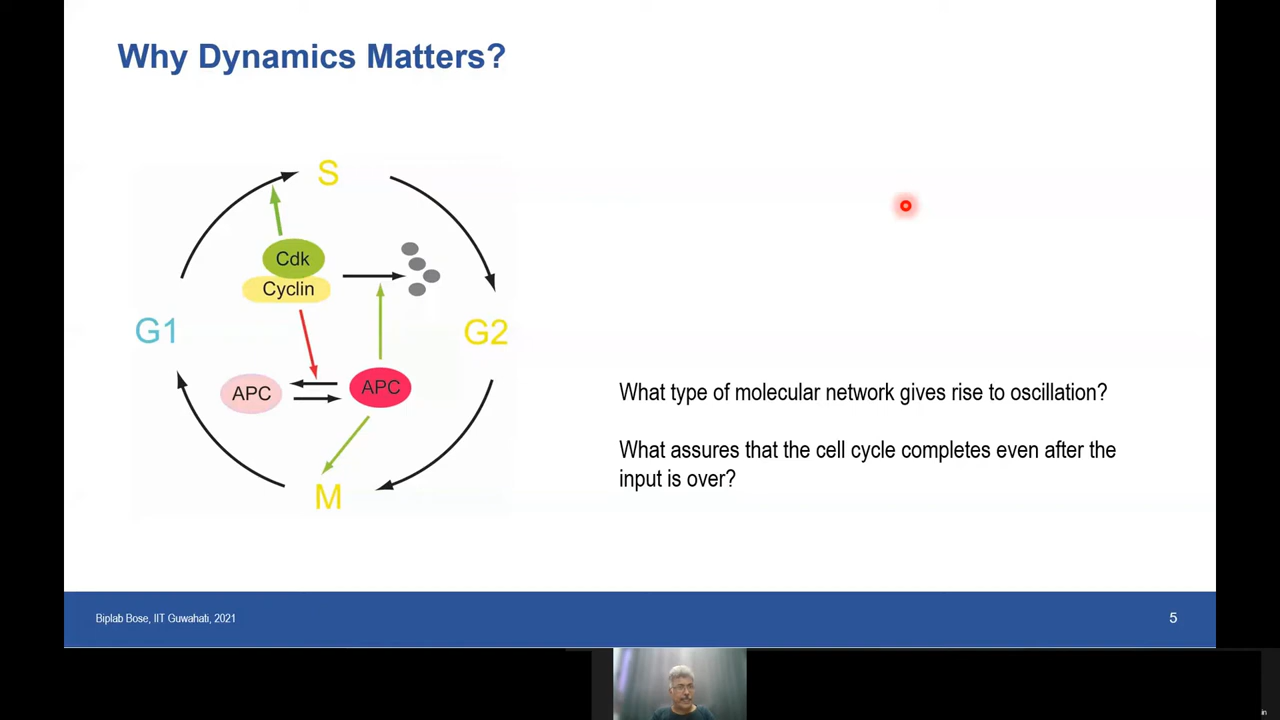 Why Dynamics Matters?
S
Cdk
Cyclin
G1
G2
APC
APC
M
What type of molecular network gives rise to oscillation?
What assures that the cell cycle completes even after the
input is over?
Biplab Bose, IIT Guwahati, 2021
5
in